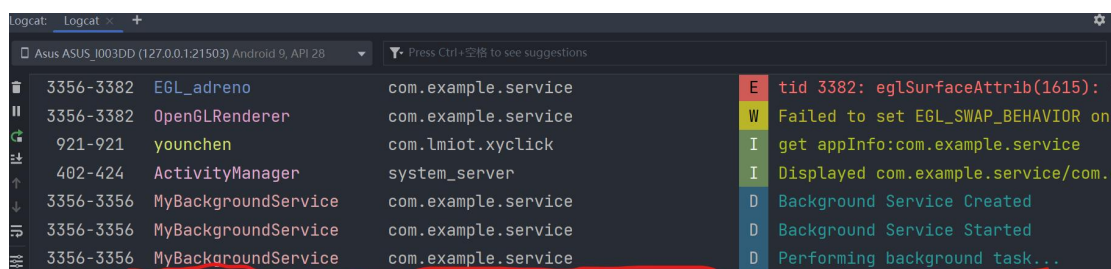 Logcat: Logcat × +
Asus ASUS_I003DD (127.0.0.1:21503) Android 9, API 28 Press Ctrl+空格 to see suggestions
3356-3382 EGL_adreno com.example.service E tid 3382: eglSurfaceAttrib(1615):
3356-3382 OpenGLRenderer com.example.service W Failed to set EGL_SWAP_BEHAVIOR on
921-921 younchen com.lmiot.xyclick I get appInfo:com.example.service
402-424 ActivityManager system_server I Displayed com.example.service/com.
3356-3356 MyBackgroundService com.example.service D Background Service Created
3356-3356 MyBackgroundService com.example.service D Background Service Started
3356-3356 MyBackgroundService com.example.service D Performing background task...